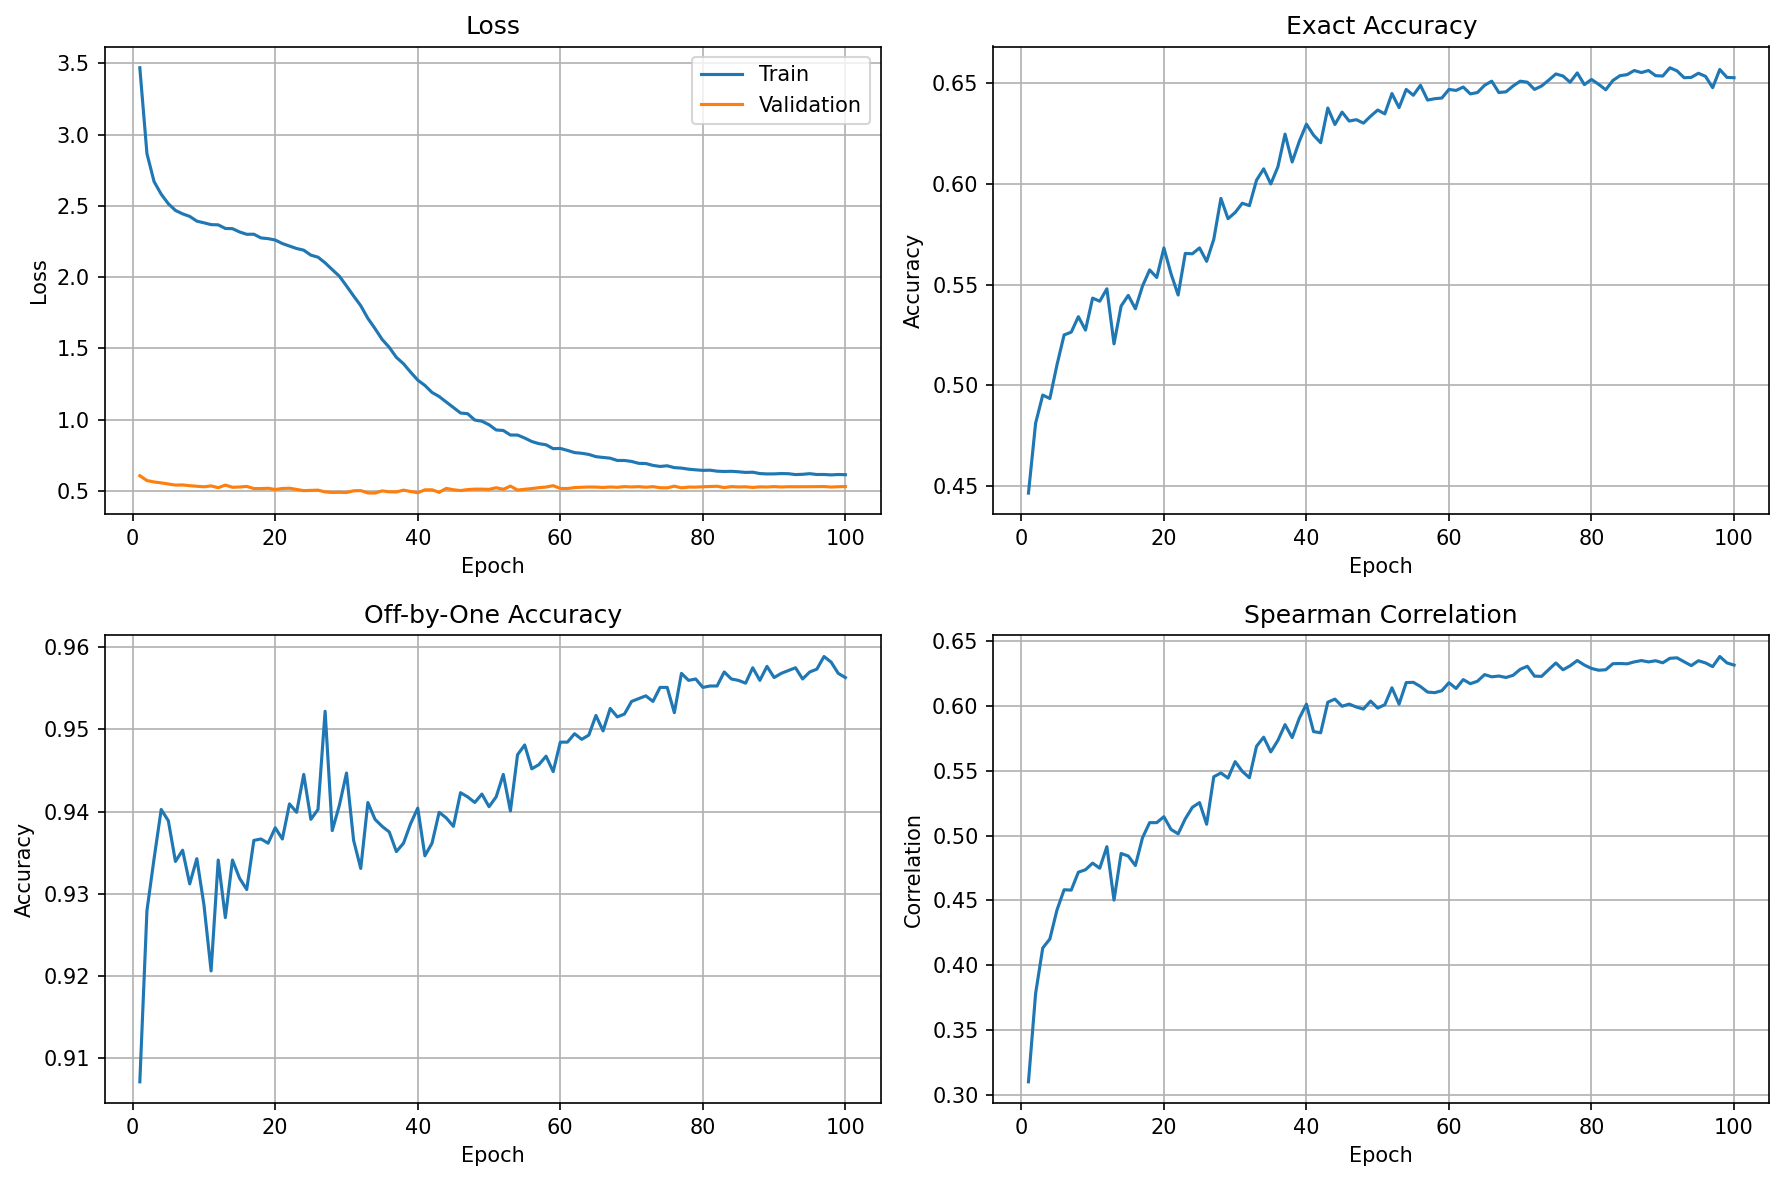 Loss
3.5
3.0
2.5
2.0
1.5
1.0
0.5
Loss
Train
Validation
0 20 40 60 80 100
Epoch
Exact Accuracy
0.65
0.60
0.55
0.50
0.45
Accuracy
0 20 40 60 80 100
Epoch
Off-by-One Accuracy
0.96
0.95
0.94
0.93
0.92
0.91
Accuracy
0 20 40 60 80 100
Epoch
Spearman Correlation
0.65
0.60
0.55
0.50
0.45
0.40
0.35
0.30
Correlation
0 20 40 60 80 100
Epoch